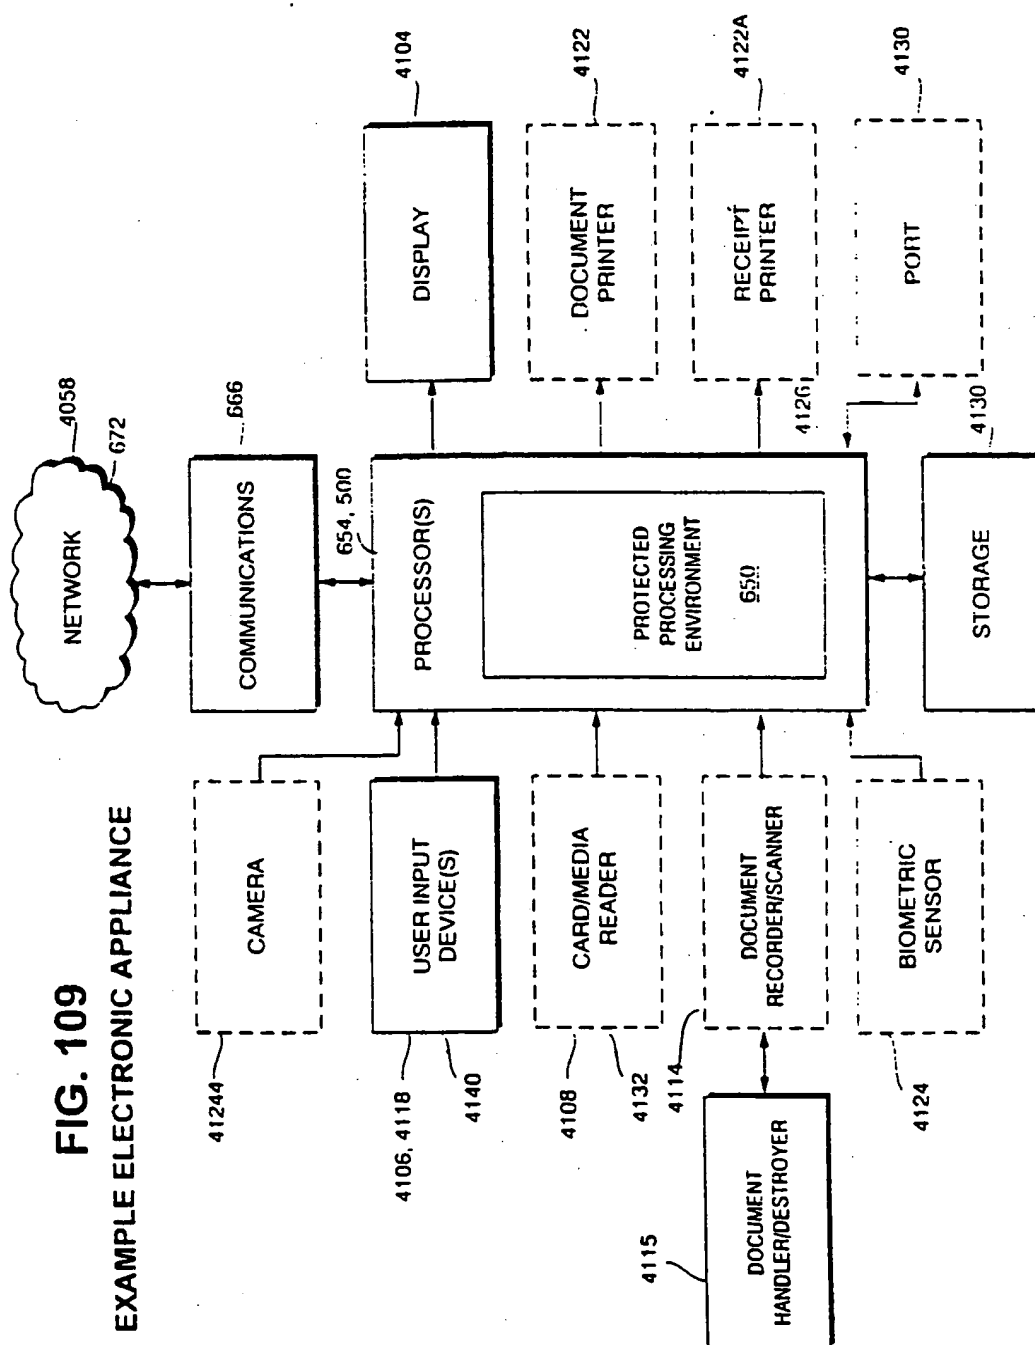 FIG. 109
EXAMPLE ELECTRONIC APPLIANCE
NETWORK
4058
672
COMMUNICATIONS
666
PROCESSOR(S)
654, 500
PROTECTED
PROCESSING
ENVIRONMENT
650
CAMERA
41244
USER INPUT
DEVICE(S)
4106, 4118
4140
CARD/MEDIA
READER
4108
4132
DOCUMENT
RECORDER/SCANNER
4114
DOCUMENT
HANDLER/DESTROYER
4115
BIOMETRIC
SENSOR
4124
DISPLAY
4104
DOCUMENT
PRINTER
4122
RECEIPT
PRINTER
4122A
4126
PORT
4130
STORAGE
4130